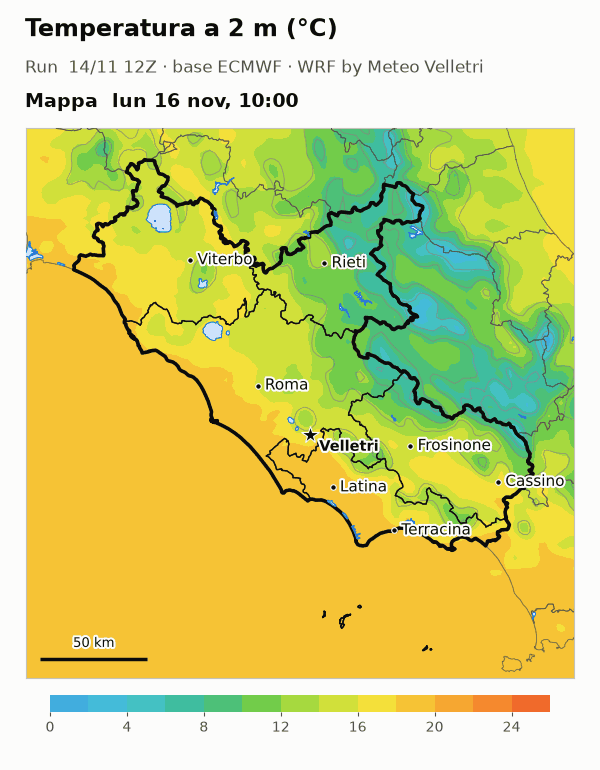 Temperatura a 2 m (°C)
Run  14/11 12Z · base ECMWF · WRF by Meteo Velletri
Mappa  lun 16 nov, 10:00
Viterbo
Rieti
Roma
Velletri
Frosinone
Cassino
Latina
Terracina
50 km
0 4 8 12 16 20 24